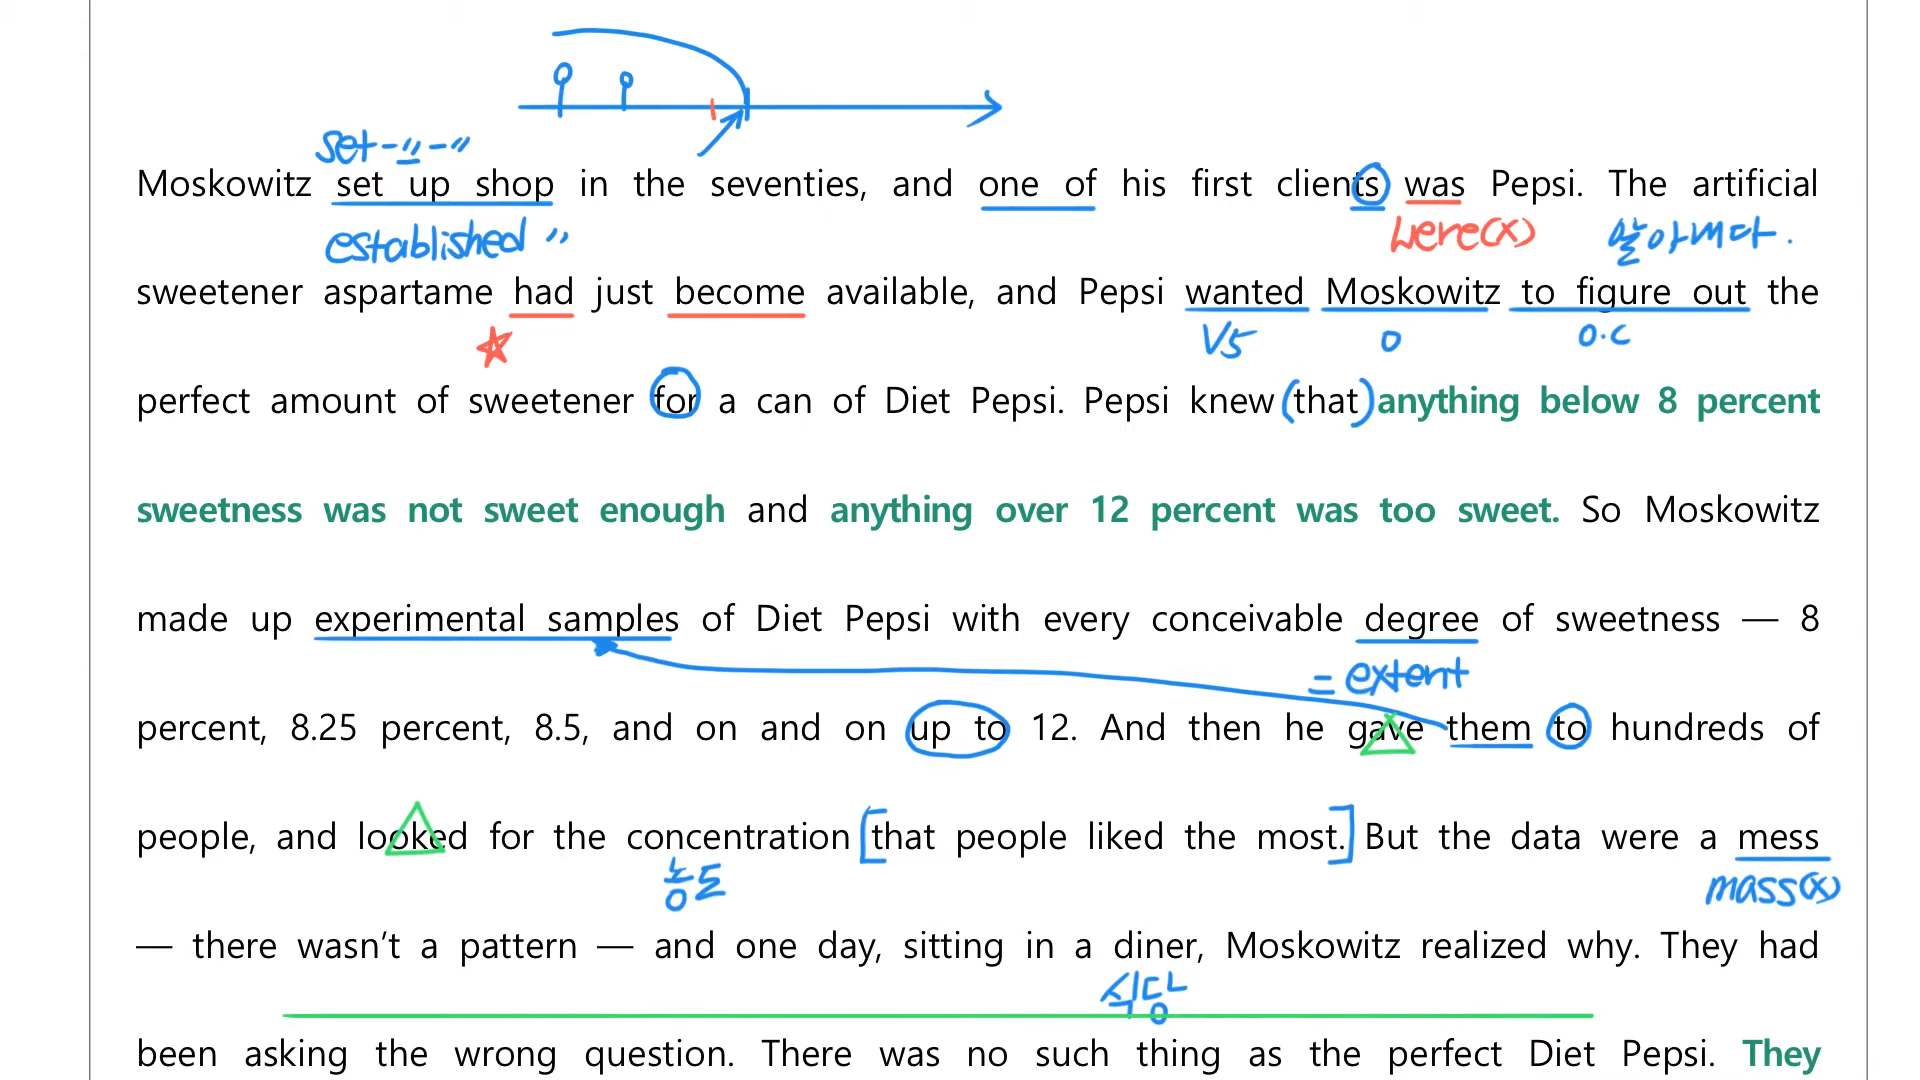 set-〃-〃
Moskowitz set up shop in the seventies, and one of his first clients was Pepsi. The artificial
established 〃 were(x) 알아내다.
sweetener aspartame had just become available, and Pepsi wanted Moskowitz to figure out the
V5 O O.C
perfect amount of sweetener for a can of Diet Pepsi. Pepsi knew (that) anything below 8 percent
sweetness was not sweet enough and anything over 12 percent was too sweet. So Moskowitz
made up experimental samples of Diet Pepsi with every conceivable degree of sweetness — 8
= extent
percent, 8.25 percent, 8.5, and on and on up to 12. And then he gave them to hundreds of
people, and looked for the concentration [that people liked the most.] But the data were a mess
농도 mass(x)
— there wasn't a pattern — and one day, sitting in a diner, Moskowitz realized why. They had
식당
been asking the wrong question. There was no such thing as the perfect Diet Pepsi. They